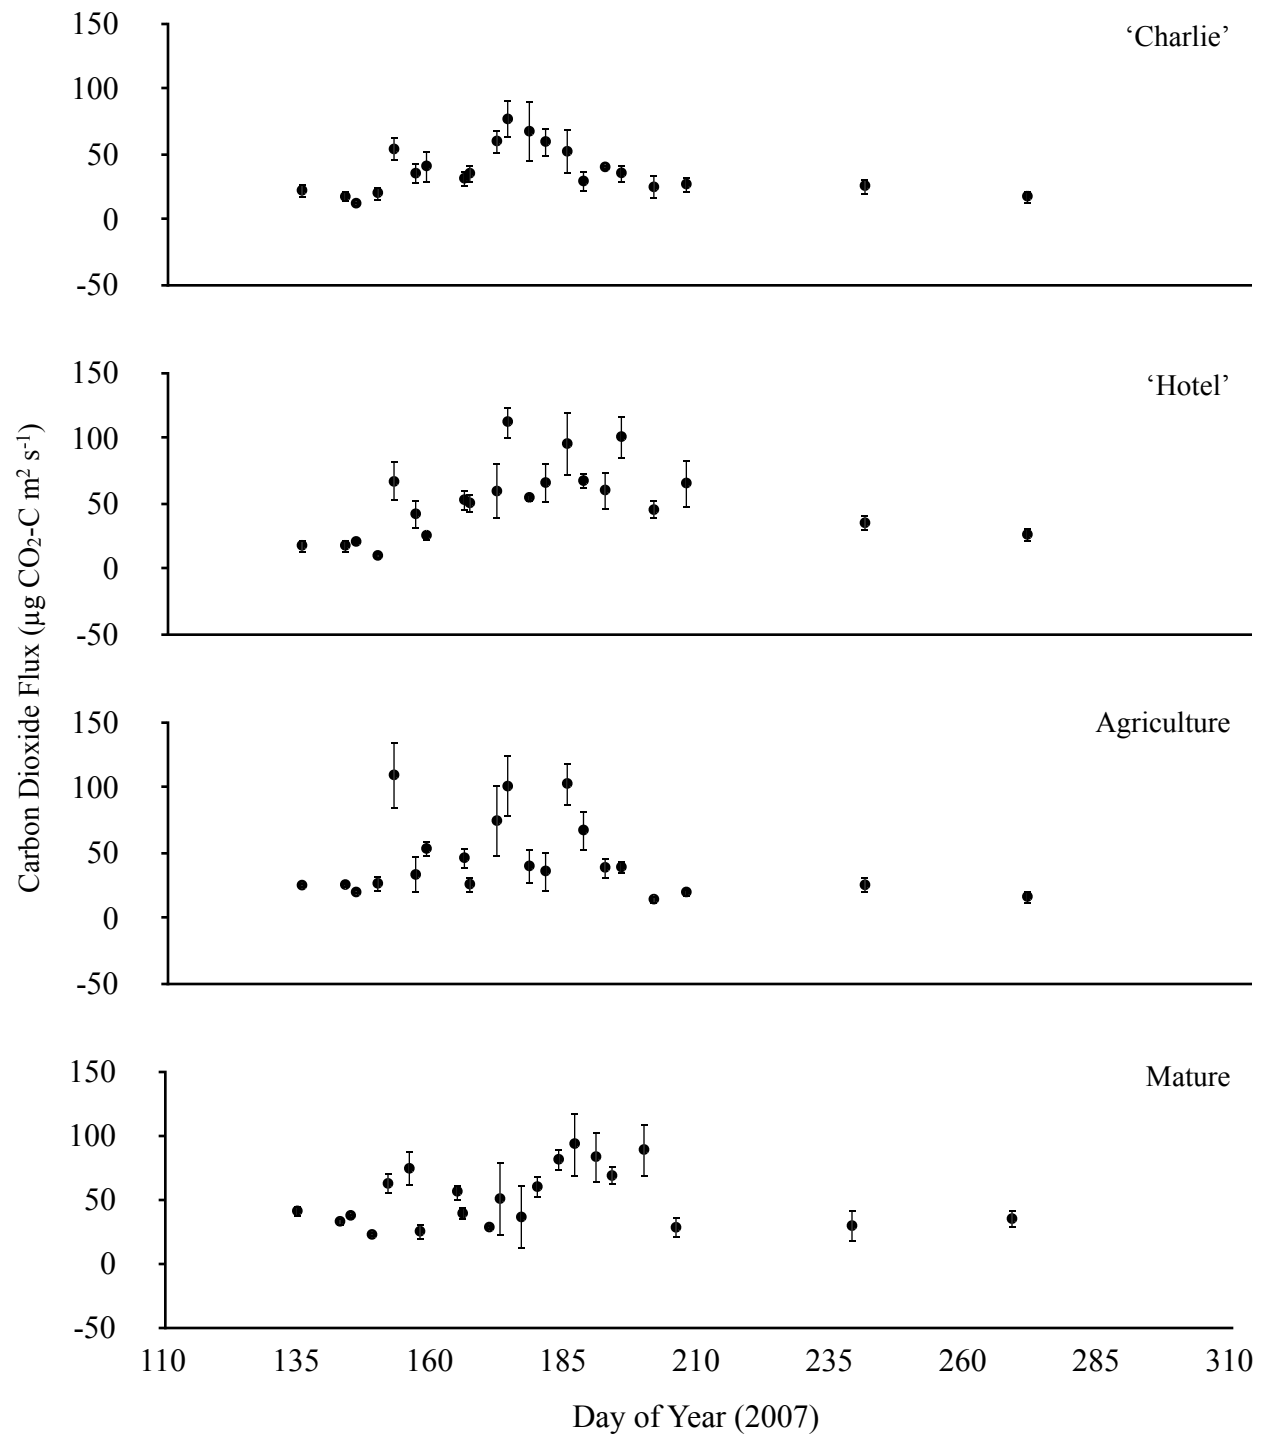 150
‘Charlie’
100
50
0
-50
150
‘Hotel’
100
50
0
-50
Carbon Dioxide Flux (µg CO₂-C m² s⁻¹)
150
Agriculture
100
50
0
-50
150
Mature
100
50
0
-50
110 135 160 185 210 235 260 285 310
Day of Year (2007)